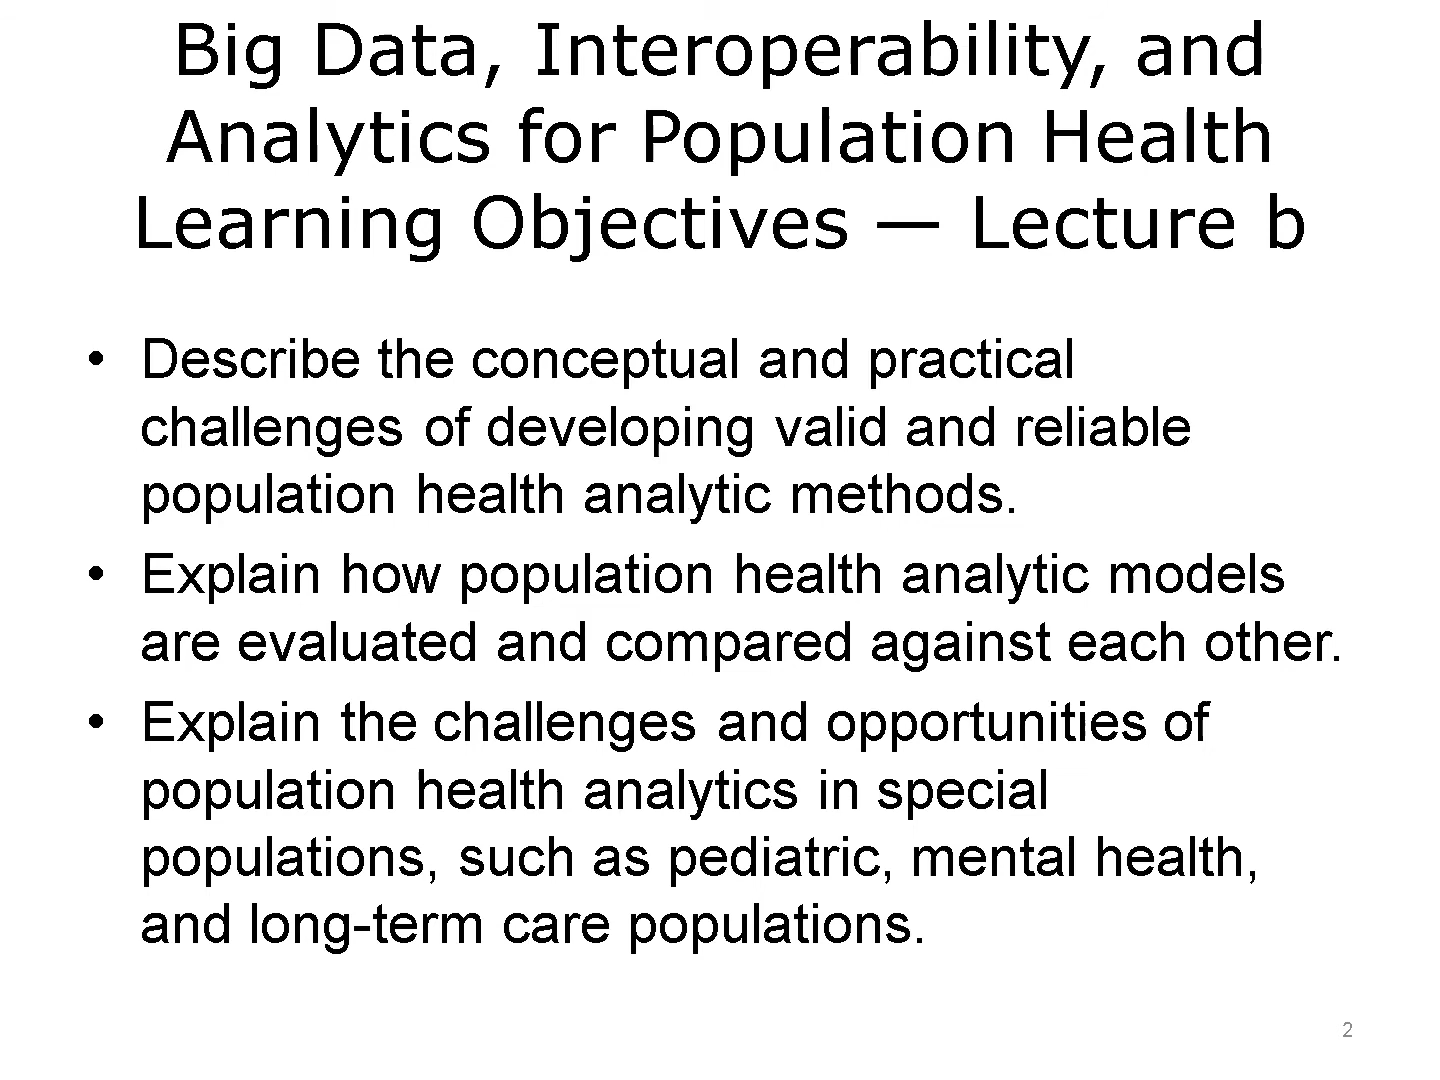 Big Data, Interoperability, and
Analytics for Population Health
Learning Objectives — Lecture b
• Describe the conceptual and practical
challenges of developing valid and reliable
population health analytic methods.
• Explain how population health analytic models
are evaluated and compared against each other.
• Explain the challenges and opportunities of
population health analytics in special
populations, such as pediatric, mental health,
and long-term care populations.
2